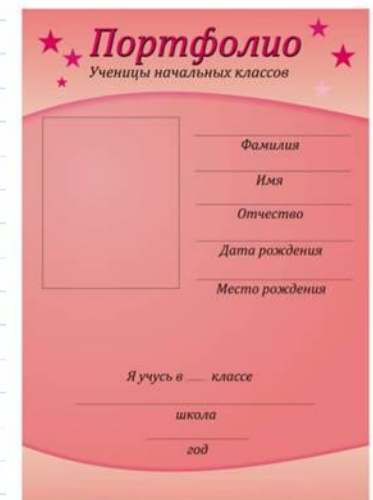 Портфолио
Ученицы начальных классов
Фамилия
Имя
Отчество
Дата рождения
Место рождения
Я учусь в ..... классе
школа
год